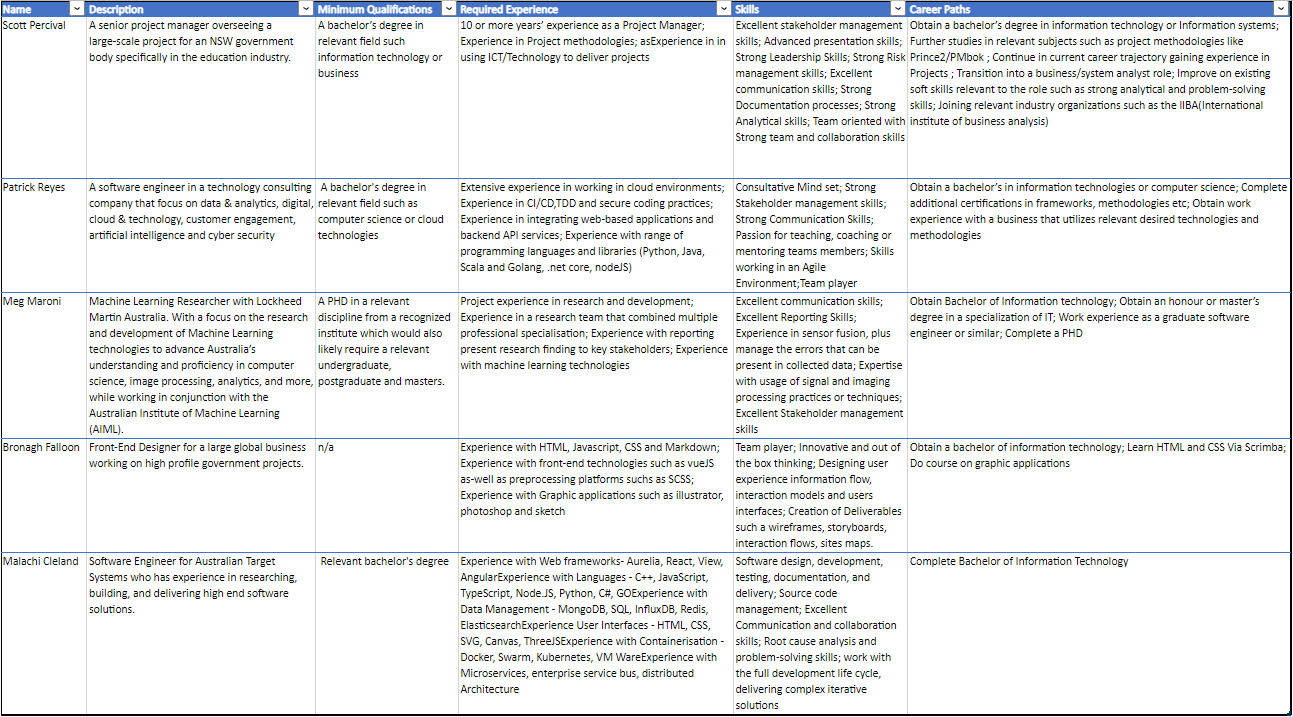 Name Description Minimum Qualifications Required Experience Skills Career Paths
Scott Percival
A senior project manager overseeing a
large-scale project for an NSW government
body specifically in the education industry.
A bachelor's degree in
relevant field such
information technology or
business
10 or more years' experience as a Project Manager;
Experience in Project methodologies; asExperience in in
using ICT/Technology to deliver projects
Excellent stakeholder management
skills; Advanced presentation skills;
Strong Leadership Skills; Strong Risk
management skills; Excellent
communication skills; Strong
Documentation processes; Strong
Analytical skills; Team oriented with
Strong team and collaboration skills
Obtain a bachelor's degree in information technology or Information systems;
Further studies in relevant subjects such as project methodologies like
Prince2/PMbok ; Continue in current career trajectory gaining experience in
Projects ; Transition into a business/system analyst role; Improve on existing
soft skills relevant to the role such as strong analytical and problem-solving
skills; Joining relevant industry organizations such as the IIBA(International
institute of business analysis)
Patrick Reyes
A software engineer in a technology consulting
company that focus on data & analytics, digital,
cloud & technology, customer engagement,
artificial intelligence and cyber security
A bachelor's degree in
relevant field such as
computer science or cloud
technologies
Extensive experience in working in cloud environments;
Experience in CI/CD,TDD and secure coding practices;
Experience in integrating web-based applications and
backend API services; Experience with range of
programming languages and libraries (Python, Java,
Scala and Golang, .net core, nodeJS)
Consultative Mind set; Strong
Stakeholder management skills;
Strong Communication Skills;
Passion for teaching, coaching or
mentoring teams members; Skills
working in an Agile
Environment;Team player
Obtain a bachelor's in information technologies or computer science; Complete
additional certifications in frameworks, methodologies etc; Obtain work
experience with a business that utilizes relevant desired technologies and
methodologies
Meg Maroni
Machine Learning Researcher with Lockheed
Martin Australia. With a focus on the research
and development of Machine Learning
technologies to advance Australia's
understanding and proficiency in computer
science, image processing, analytics, and more,
while working in conjunction with the
Australian Institute of Machine Learning
(AIML).
A PHD in a relevant
discipline from a recognized
institute which would also
likely require a relevant
undergraduate,
postgraduate and masters.
Project experience in research and development;
Experience in a research team that combined multiple
professional specialisation; Experience with reporting
present research finding to key stakeholders; Experience
with machine learning technologies
Excellent communication skills;
Excellent Reporting Skills;
Experience in sensor fusion, plus
manage the errors that can be
present in collected data; Expertise
with usage of signal and imaging
processing practices or techniques;
Excellent Stakeholder management
skills
Obtain Bachelor of Information technology; Obtain an honour or master's
degree in a specialization of IT; Work experience as a graduate software
engineer or similar; Complete a PHD
Bronagh Falloon
Front-End Designer for a large global business
working on high profile government projects.
n/a
Experience with HTML, Javascript, CSS and Markdown;
Experience with front-end technologies such as vueJS
as-well as preprocessing platforms suchs as SCSS;
Experience with Graphic applications such as illustrator,
photoshop and sketch
Team player; Innovative and out of
the box thinking; Designing user
experience information flow,
interaction models and users
interfaces; Creation of Deliverables
such a wireframes, storyboards,
interaction flows, sites maps.
Obtain a bachelor of information technology; Learn HTML and CSS Via Scrimba;
Do course on graphic applications
Malachi Cleland
Software Engineer for Australian Target
Systems who has experience in researching,
building, and delivering high end software
solutions.
Relevant bachelor's degree
Experience with Web frameworks- Aurelia, React, View,
AngularExperience with Languages - C++, JavaScript,
TypeScript, Node.JS, Python, C#, GOExperience with
Data Management - MongoDB, SQL, InfluxDB, Redis,
ElasticsearchExperience User Interfaces - HTML, CSS,
SVG, Canvas, ThreeJSExperience with Containerisation -
Docker, Swarm, Kubernetes, VM WareExperience with
Microservices, enterprise service bus, distributed
Architecture
Software design, development,
testing, documentation, and
delivery; Source code
management; Excellent
Communication and collaboration
skills; Root cause analysis and
problem-solving skills; work with
the full development life cycle,
delivering complex iterative
solutions
Complete Bachelor of Information Technology